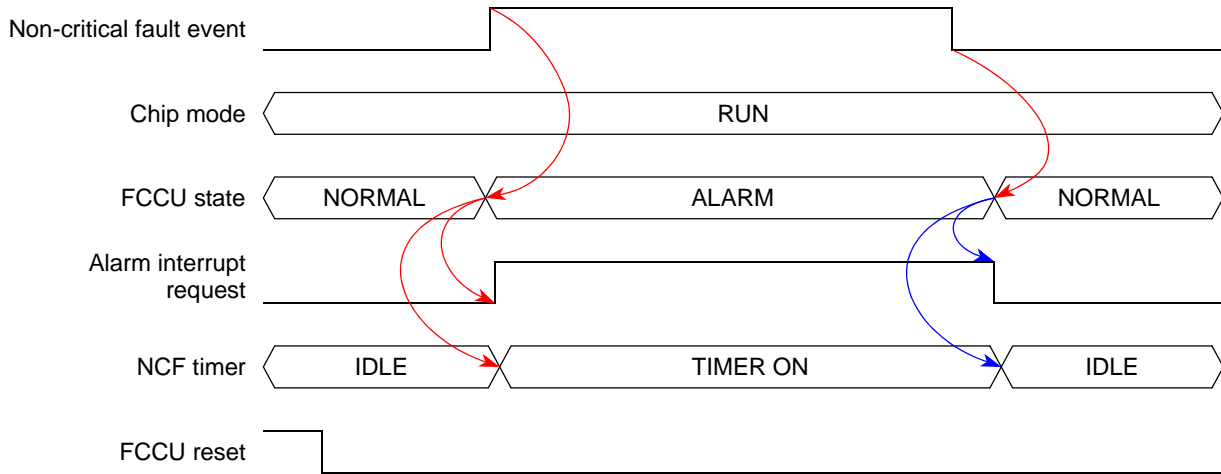 Non-critical fault event
Chip mode
RUN
FCCU state
NORMAL
ALARM
NORMAL
Alarm interrupt
request
NCF timer
IDLE
TIMER ON
IDLE
FCCU reset